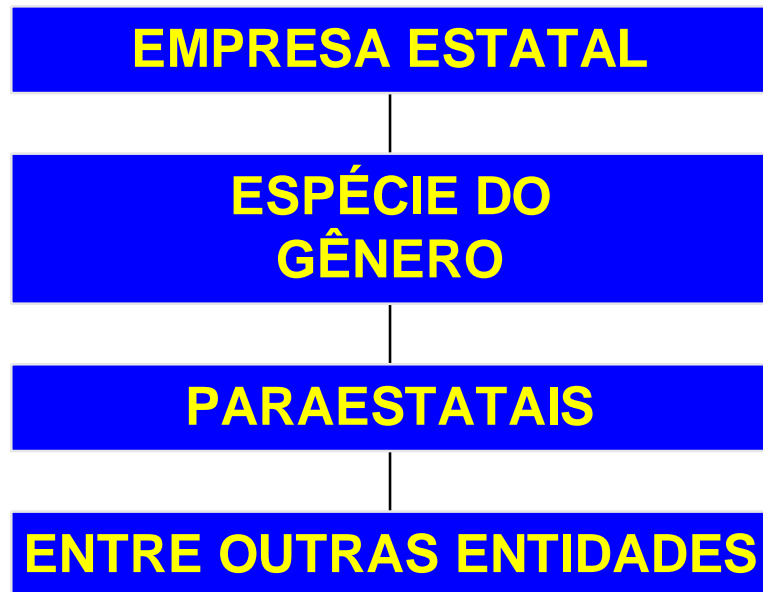 EMPRESA ESTATAL
ESPÉCIE DO
GÊNERO
PARAESTATAIS
ENTRE OUTRAS ENTIDADES